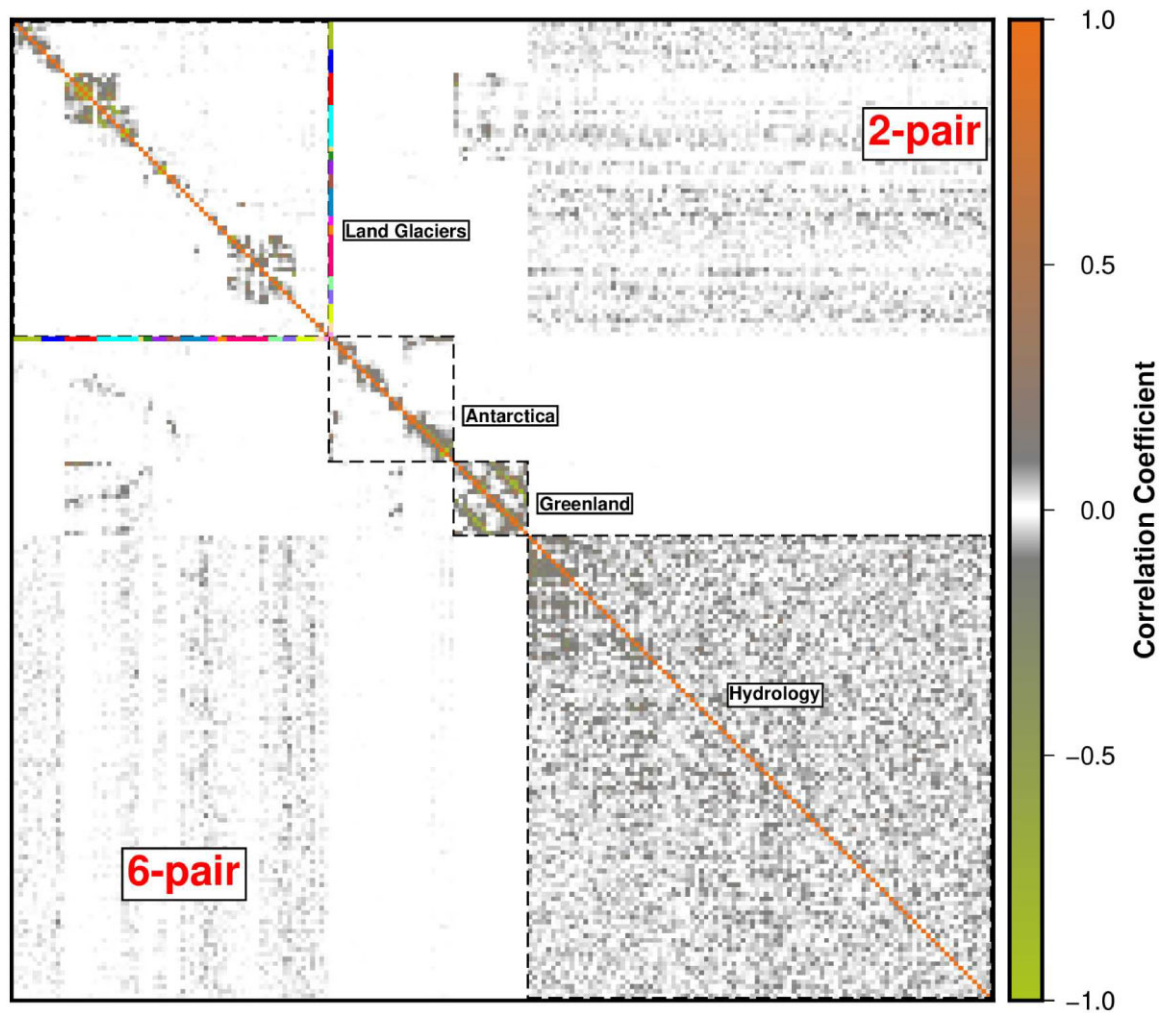 2-pair
Land Glaciers
Antarctica
Greenland
Hydrology
6-pair
1.0
0.5
0.0
−0.5
−1.0
Correlation Coefficient